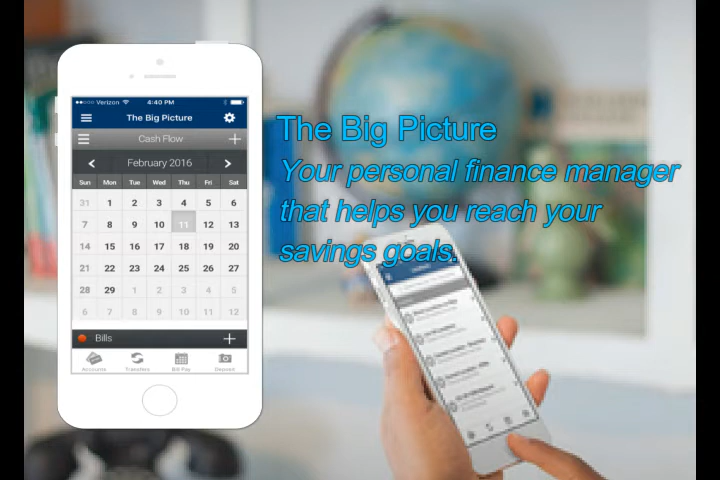 Verizon 4:40 PM
The Big Picture
Cash Flow
February 2016
Sun Mon Tue Wed Thu Fri Sat
31 1 2 3 4 5 6
7 8 9 10 11 12 13
14 15 16 17 18 19 20
21 22 23 24 25 26 27
28 29 1 2 3 4 5
6 7 8 9 10 11 12
Bills
Accounts Transfers Bill Pay Deposit
The Big Picture
Your personal finance manager
that helps you reach your
savings goals.